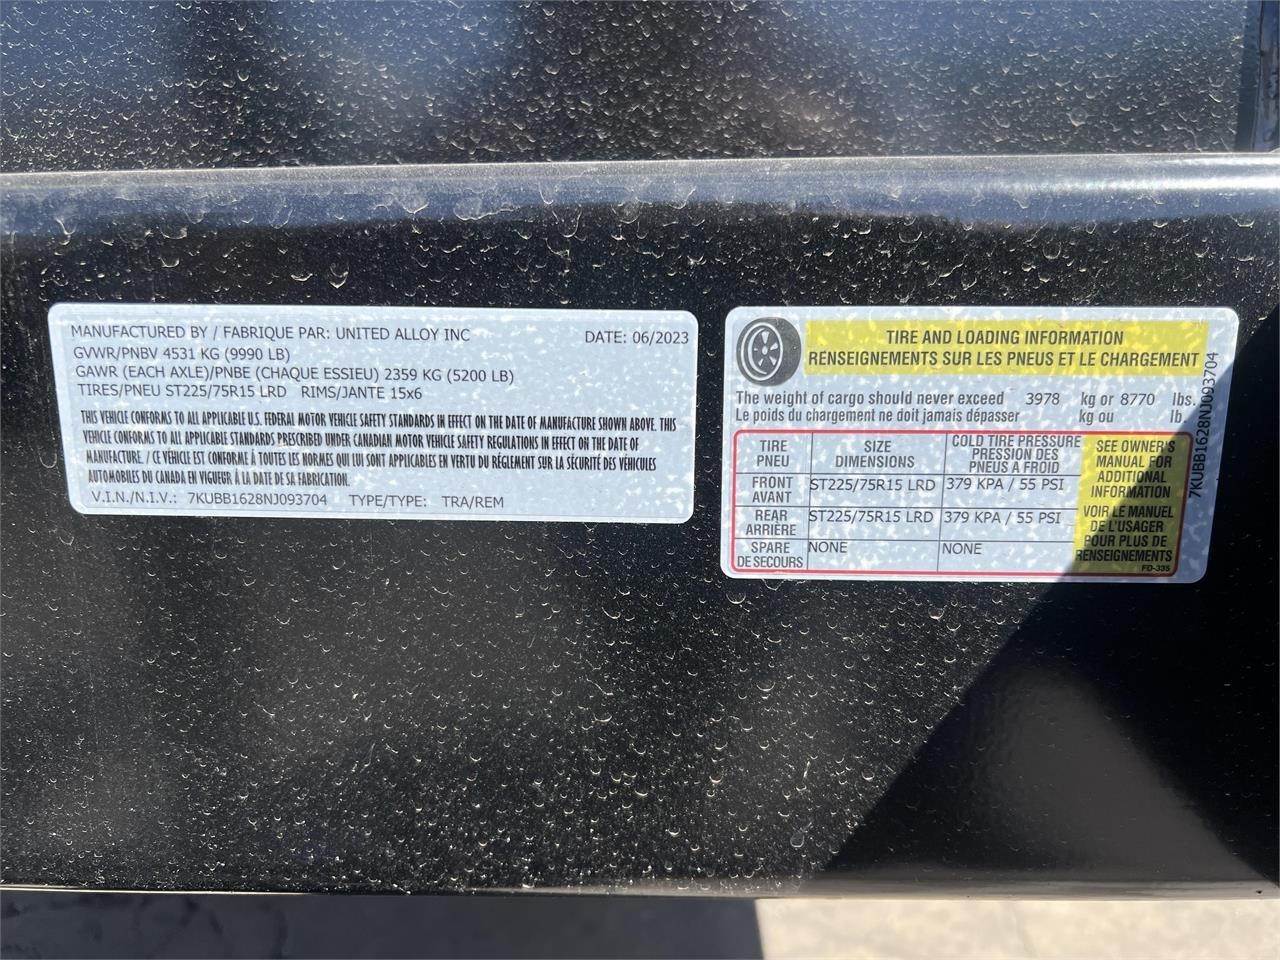 MANUFACTURED BY / FABRIQUE PAR: UNITED ALLOY INC DATE: 06/2023
GVWR/PNBV 4531 KG (9990 LB)
GAWR (EACH AXLE)/PNBE (CHAQUE ESSIEU) 2359 KG (5200 LB)
TIRES/PNEU ST225/75R15 LRD RIMS/JANTE 15x6
THIS VEHICLE CONFORMS TO ALL APPLICABLE U.S. FEDERAL MOTOR VEHICLE SAFETY STANDARDS IN EFFECT ON THE DATE OF MANUFACTURE SHOWN ABOVE. THIS
VEHICLE CONFORMS TO ALL APPLICABLE STANDARDS PRESCRIBED UNDER CANADIAN MOTOR VEHICLE SAFETY REGULATIONS IN EFFECT ON THE DATE OF
MANUFACTURE. / CE VÉHICLE EST CONFORME À TOUTES LES NORMES QUI LUI SONT APPLICABLES EN VERTU DU RÉGLEMENT SUR LA SÉCURITÉ DES VÉHICULES
AUTOMOBILES DU CANADA EN VIGUEUR À LA DATE DE SA FABRICATION.
V.I.N./N.I.V.: 7KUBB1628NJ093704 TYPE/TYPE: TRA/REM
TIRE AND LOADING INFORMATION
RENSEIGNEMENTS SUR LES PNEUS ET LE CHARGEMENT
The weight of cargo should never exceed 3978 kg or 8770 lbs.
Le poids du chargement ne doit jamais dépasser kg ou lb.
TIRE SIZE COLD TIRE PRESSURE
PNEU DIMENSIONS PRESSION DES
PNEUS A FROID
FRONT ST225/75R15 LRD 379 KPA / 55 PSI
AVANT
REAR ST225/75R15 LRD 379 KPA / 55 PSI
ARRIÈRE
SPARE NONE NONE
DE SECOURS
SEE OWNER'S
MANUAL FOR
ADDITIONAL
INFORMATION
VOIR LE MANUEL
DE L'USAGER
POUR PLUS DE
RENSEIGNEMENTS
FD-335
7KUBB1628NJ093704